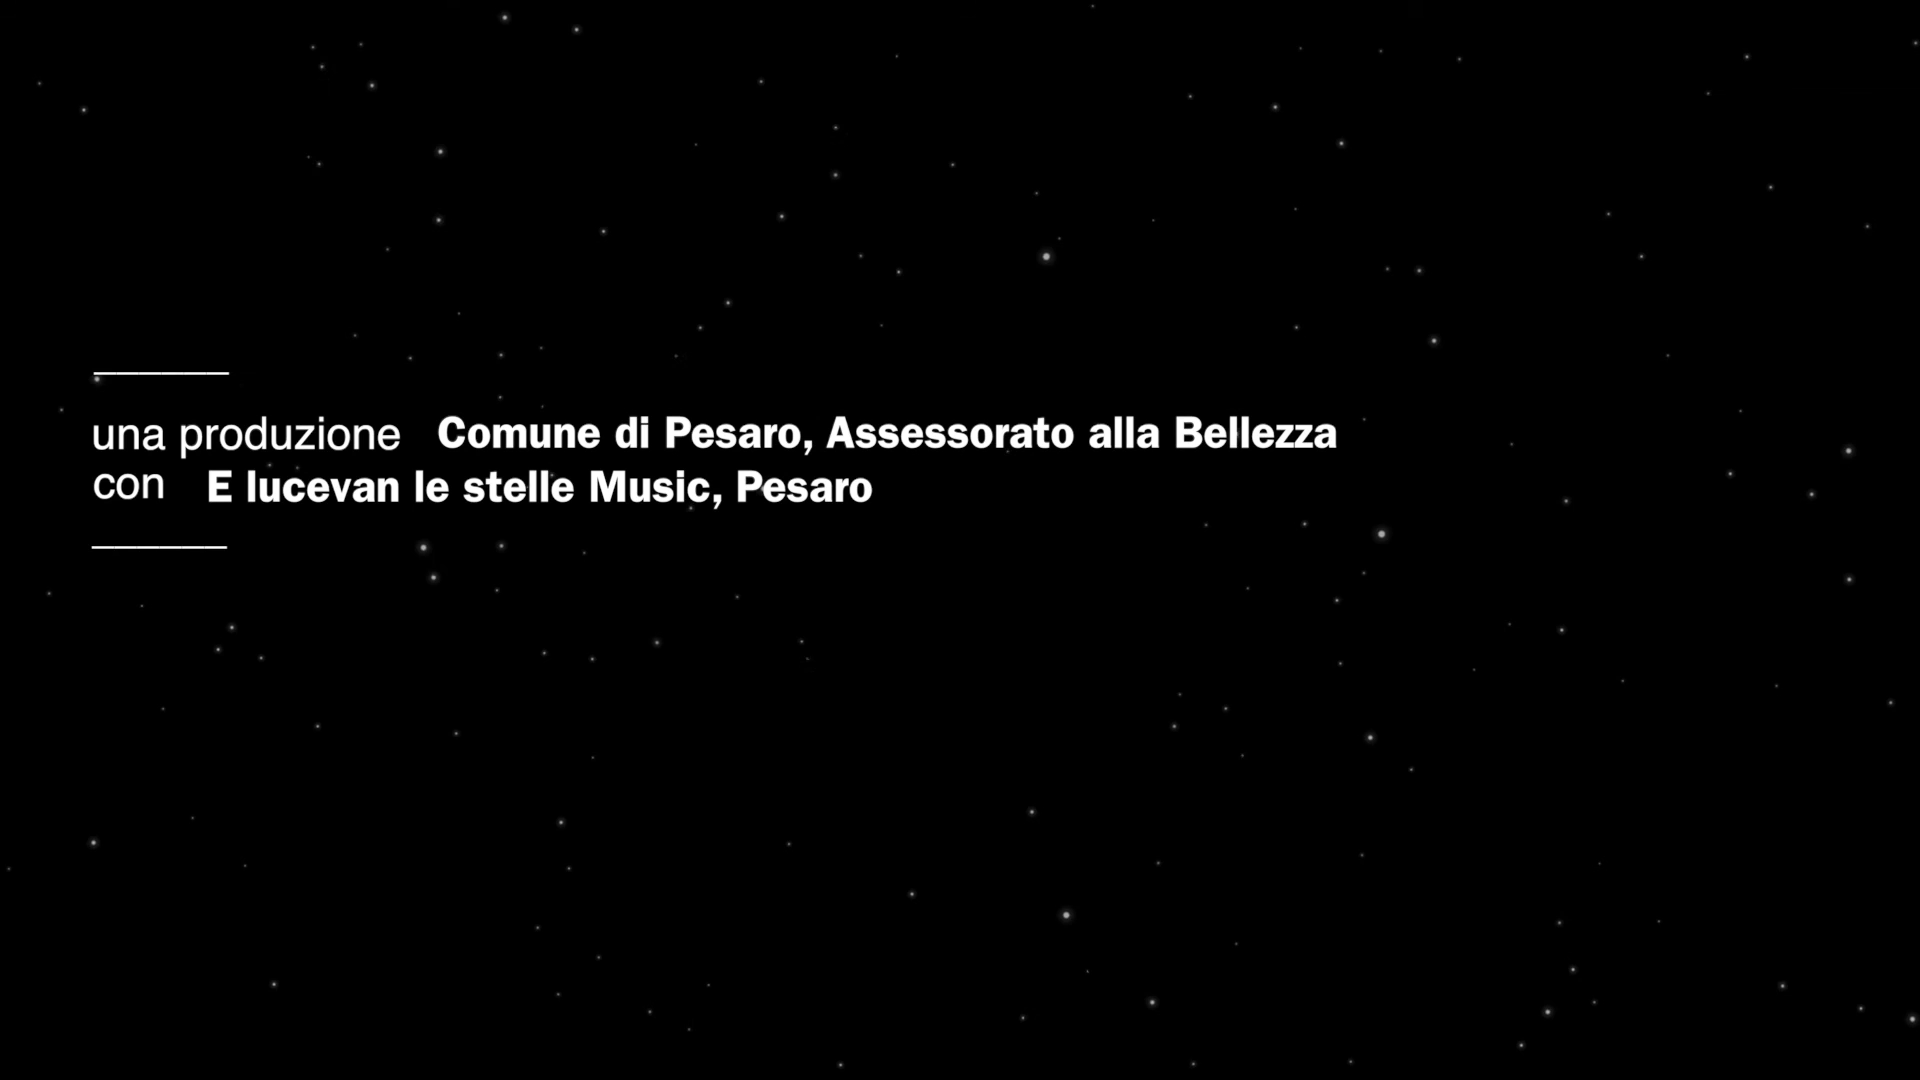 una produzione Comune di Pesaro, Assessorato alla Bellezza
con E lucevan le stelle Music, Pesaro